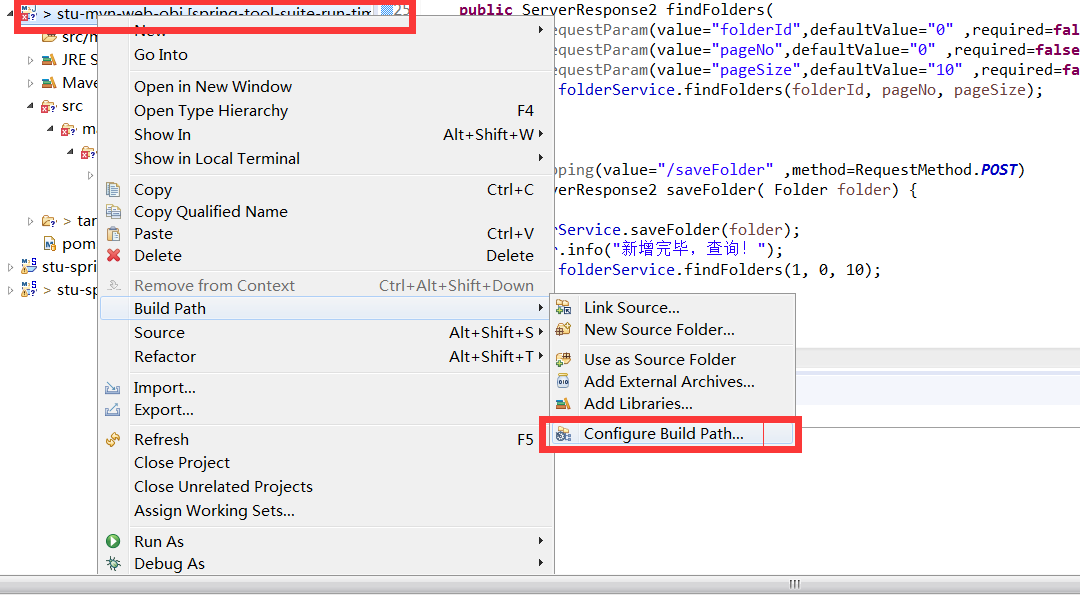 > stu-mvn-web-obj [spring-tool-suite-run-tim
src/m
JRE S
Mave
src
ma
> tar
pom
stu-spri
> stu-sp
New
Go Into
Open in New Window
Open Type Hierarchy F4
Show In Alt+Shift+W
Show in Local Terminal
Copy Ctrl+C
Copy Qualified Name
Paste Ctrl+V
Delete Delete
Remove from Context Ctrl+Alt+Shift+Down
Build Path
Source Alt+Shift+S
Refactor Alt+Shift+T
Import...
Export...
Refresh F5
Close Project
Close Unrelated Projects
Assign Working Sets...
Run As
Debug As
Link Source...
New Source Folder...
Use as Source Folder
Add External Archives...
Add Libraries...
Configure Build Path...
25
public ServerResponse2 findFolders(
equestParam(value="folderId",defaultValue="0" ,required=fal
equestParam(value="pageNo",defaultValue="0" ,required=false
equestParam(value="pageSize",defaultValue="10" ,required=fa
folderService.findFolders(folderId, pageNo, pageSize);
pping(value="/saveFolder" ,method=RequestMethod.POST)
verResponse2 saveFolder( Folder folder) {
rService.saveFolder(folder);
r.info("新增完毕，查询！");
folderService.findFolders(1, 0, 10);